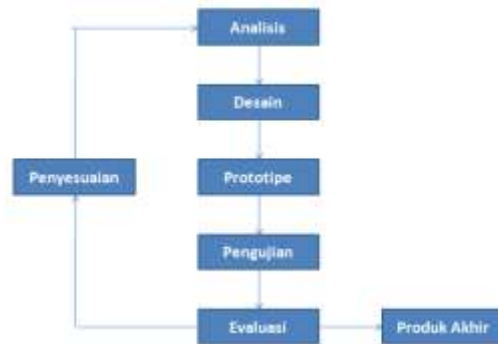 Analisis
Desain
Penyesuaian
Prototipe
Pengujian
Evaluasi
Produk Akhir